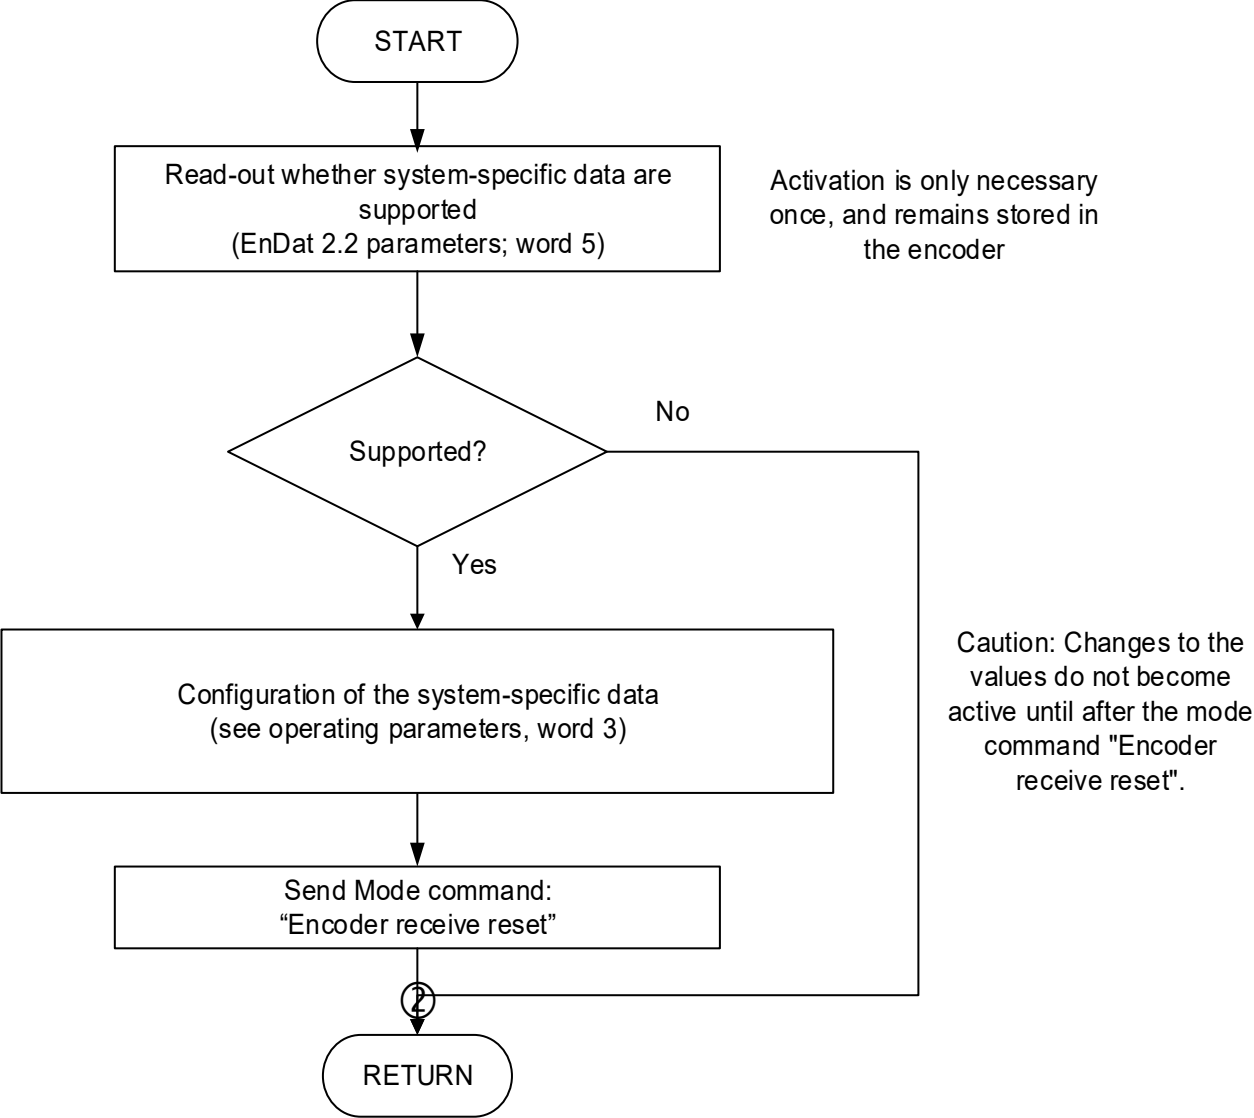 START
Read-out whether system-specific data are
supported
(EnDat 2.2 parameters; word 5)
Activation is only necessary
once, and remains stored in
the encoder
Supported?
No
Yes
Configuration of the system-specific data
(see operating parameters, word 3)
Caution: Changes to the
values do not become
active until after the mode
command "Encoder
receive reset".
Send Mode command:
“Encoder receive reset”
2
RETURN